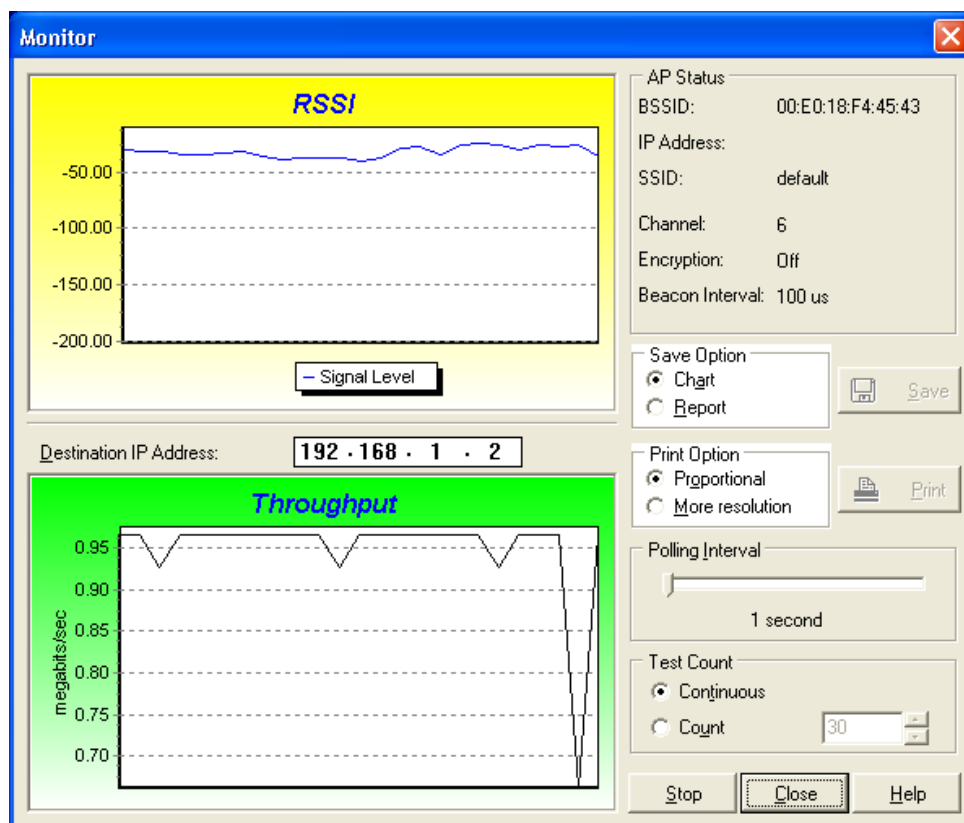 Monitor
RSSI
-50.00
-100.00
-150.00
-200.00
Signal Level
Destination IP Address: 192 . 168 . 1 . 2
Throughput
megabits/sec
0.95
0.90
0.85
0.80
0.75
0.70
AP Status
BSSID: 00:E0:18:F4:45:43
IP Address:
SSID: default
Channel: 6
Encryption: Off
Beacon Interval: 100 us
Save Option
Chart
Report
Save
Print Option
Proportional
More resolution
Print
Polling Interval
1 second
Test Count
Continuous
Count 30
Stop Close Help